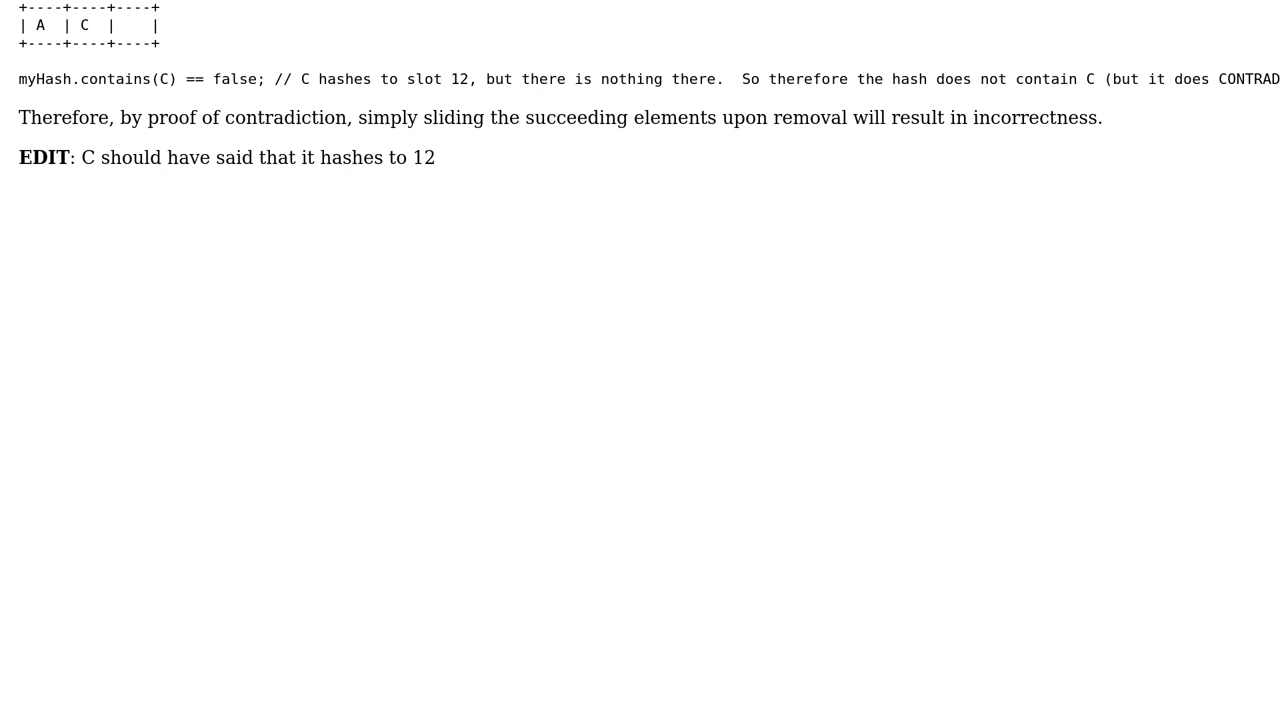 +----+----+----+
| A  | C  |    |
+----+----+----+
myHash.contains(C) == false; // C hashes to slot 12, but there is nothing there.  So therefore the hash does not contain C (but it does CONTRAD
Therefore, by proof of contradiction, simply sliding the succeeding elements upon removal will result in incorrectness.
EDIT: C should have said that it hashes to 12